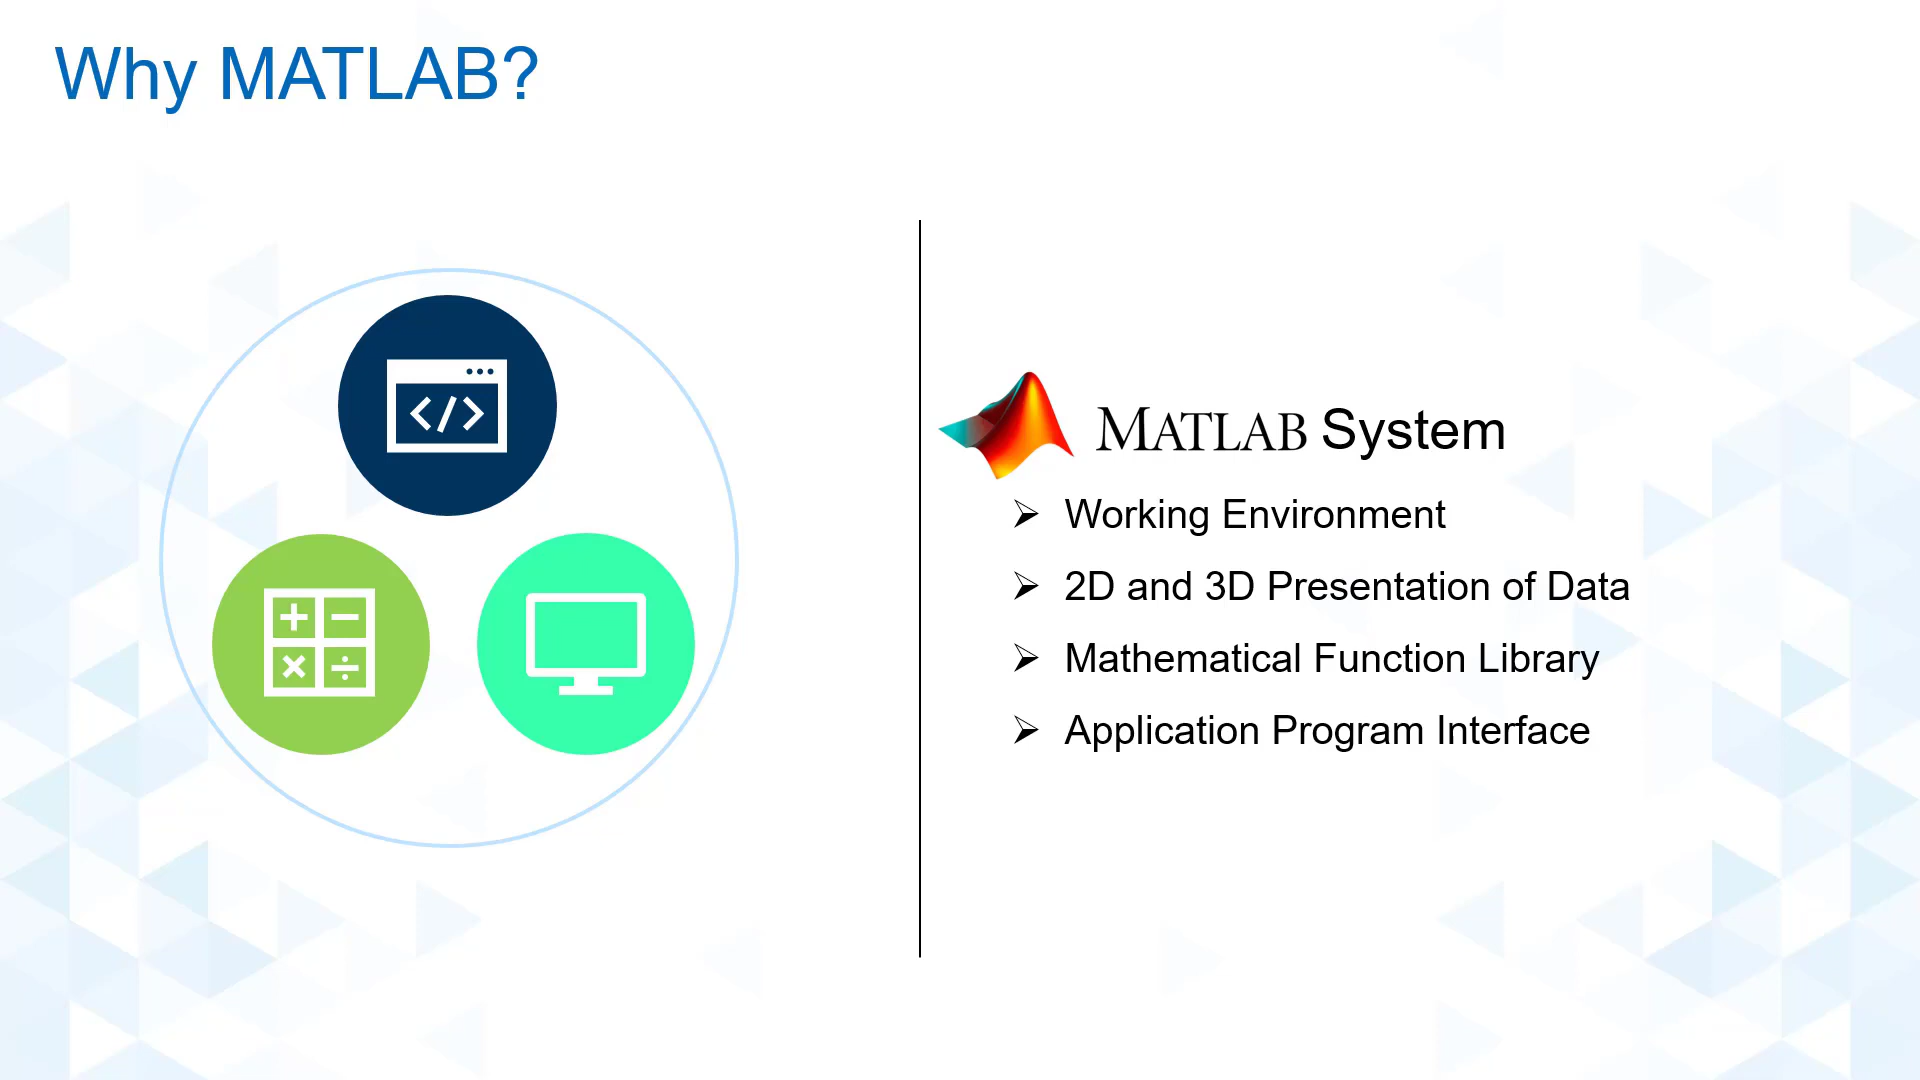 Why MATLAB?
</>
MATLAB System
Working Environment
2D and 3D Presentation of Data
Mathematical Function Library
Application Program Interface